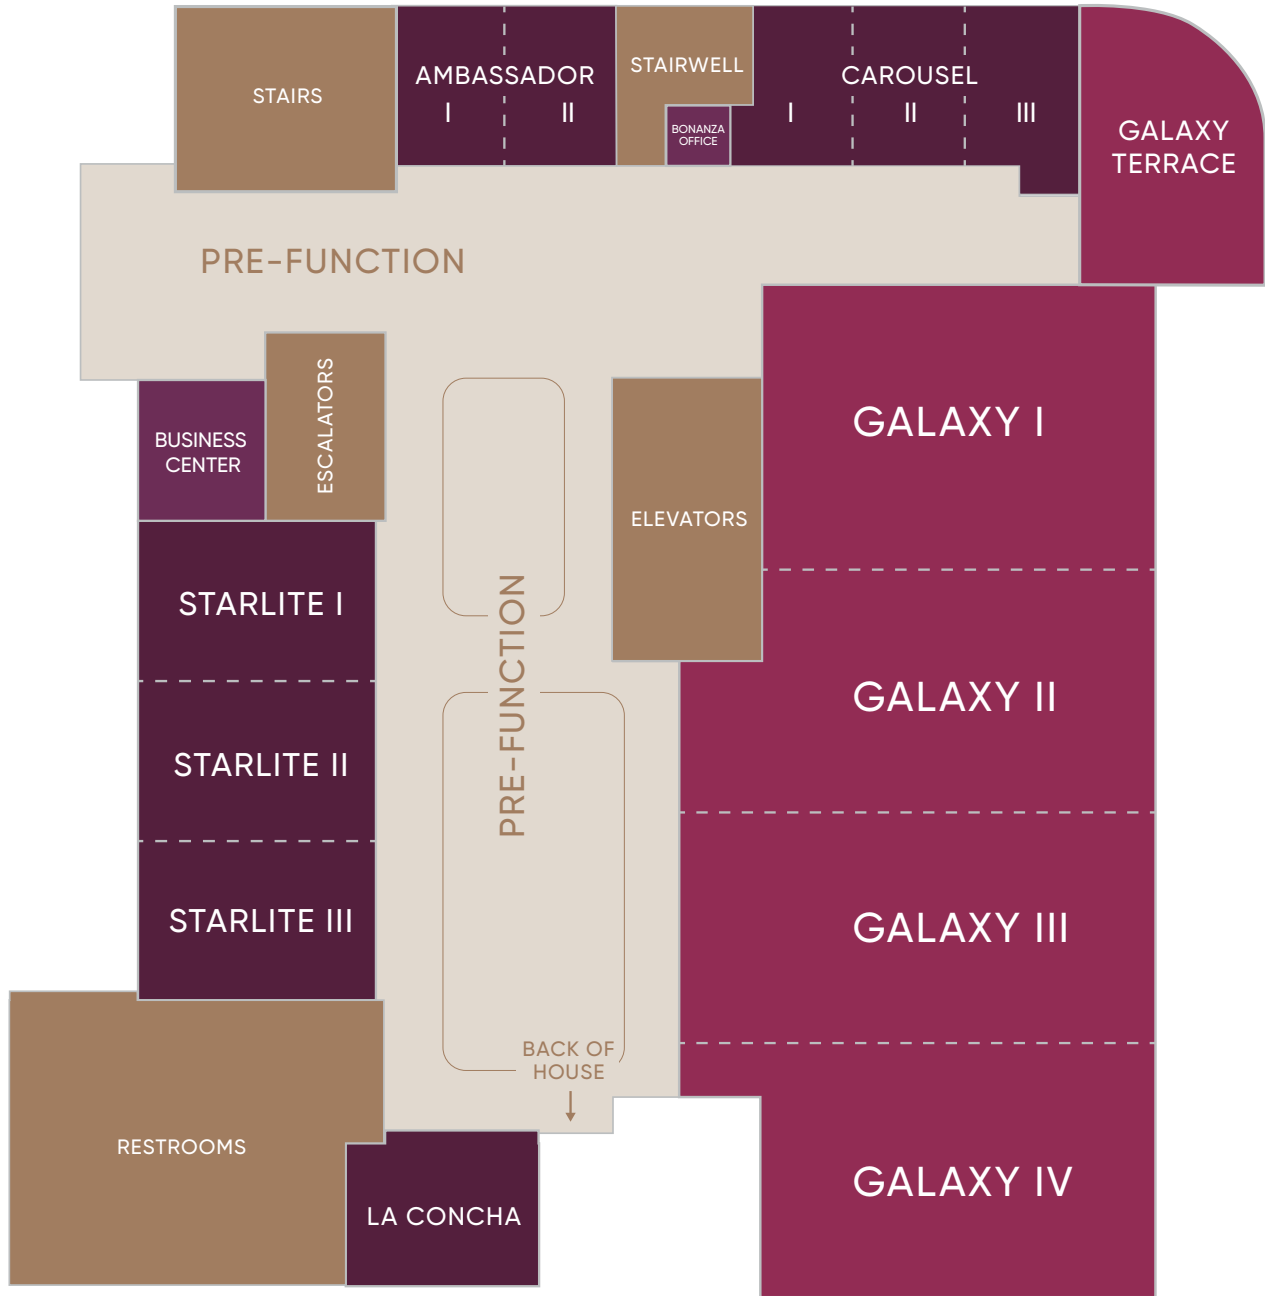 STAIRS
AMBASSADOR
I II
STAIRWELL
BONANZA
OFFICE
CAROUSEL
I II III
GALAXY
TERRACE
PRE-FUNCTION
ESCALATORS
BUSINESS
CENTER
GALAXY I
ELEVATORS
STARLITE I
PRE-FUNCTION
GALAXY II
STARLITE II
STARLITE III
GALAXY III
BACK OF
HOUSE
RESTROOMS
LA CONCHA
GALAXY IV